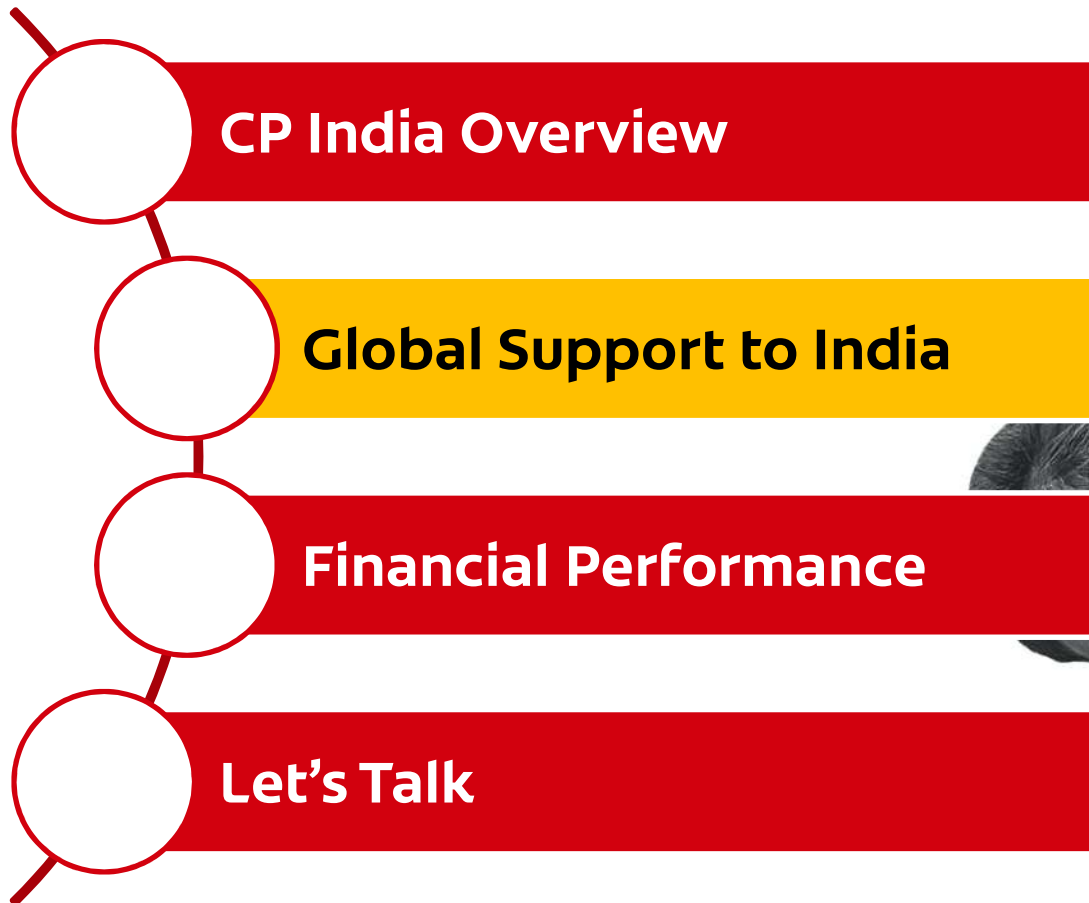 CP India Overview
Global Support to India
Financial Performance
Let’s Talk